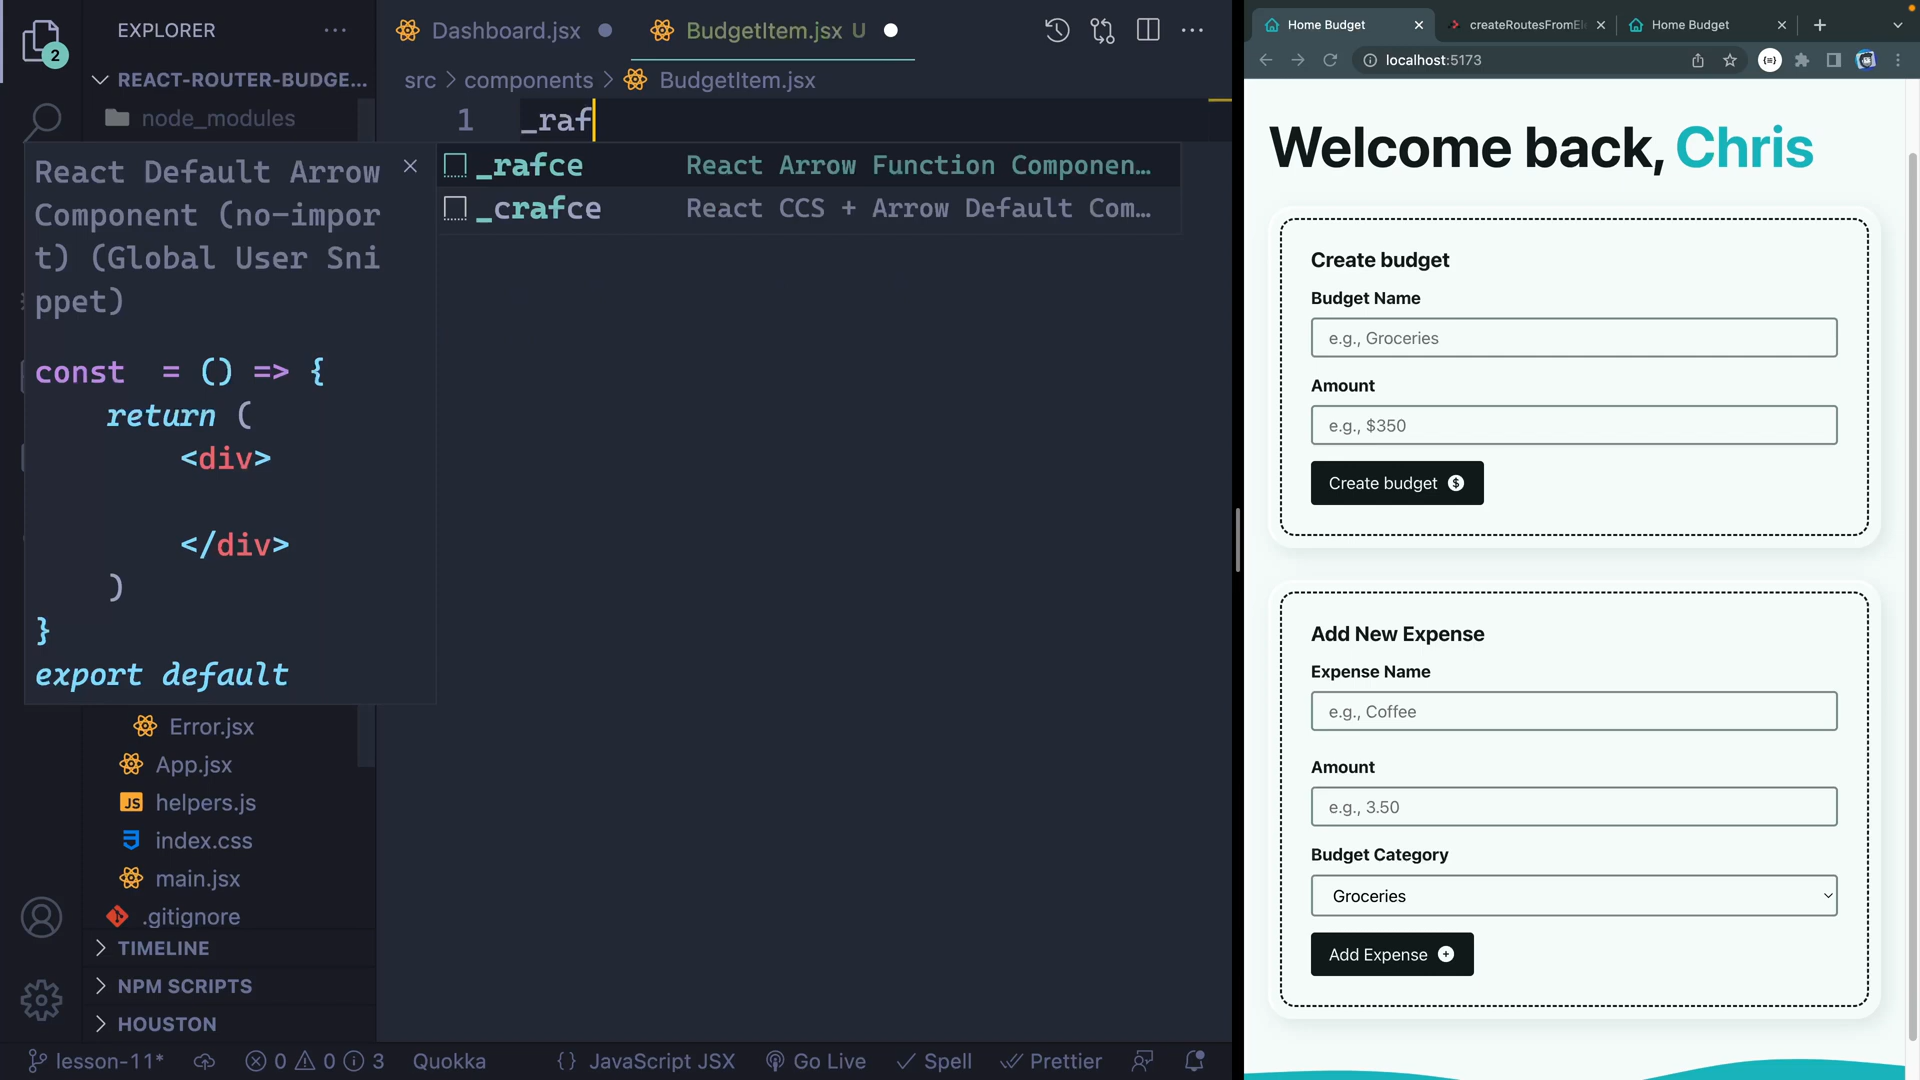 EXPLORER
REACT-ROUTER-BUDGE...
node_modules
2
React Default Arrow
Component (no-impor
t) (Global User Sni
ppet)
const = () => {
return (
<div>
</div>
)
}
export default
Error.jsx
App.jsx
JS helpers.js
index.css
main.jsx
.gitignore
TIMELINE
NPM SCRIPTS
HOUSTON
Dashboard.jsx
BudgetItem.jsx U
src > components > BudgetItem.jsx
1 _raf
_rafce React Arrow Function Componen…
_crafce React CCS + Arrow Default Com…
lesson-11* 0 0 3 Quokka {} JavaScript JSX Go Live Spell Prettier
Home Budget
createRoutesFromEl
Home Budget
localhost:5173
Welcome back, Chris
Create budget
Budget Name
e.g., Groceries
Amount
e.g., $350
Create budget $
Add New Expense
Expense Name
e.g., Coffee
Amount
e.g., 3.50
Budget Category
Groceries
Add Expense